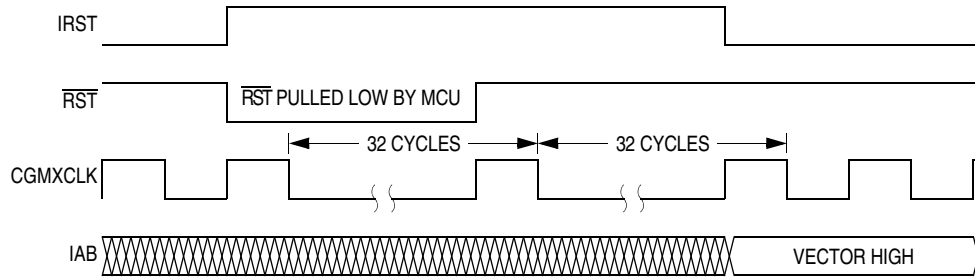 IRST
RST
RST PULLED LOW BY MCU
32 CYCLES
32 CYCLES
CGMXCLK
IAB
VECTOR HIGH